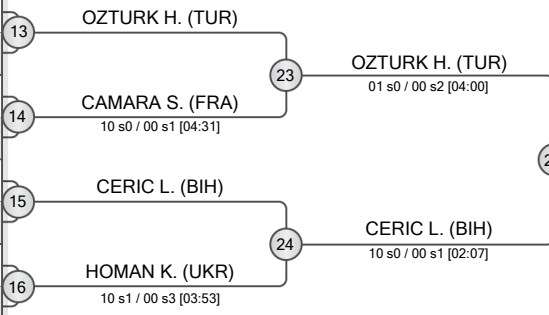 13
OZTURK H. (TUR)
23
OZTURK H. (TUR)
01 s0 / 00 s2 [04:00]
14
CAMARA S. (FRA)
10 s0 / 00 s1 [04:31]
15
CERIC L. (BIH)
24
CERIC L. (BIH)
10 s0 / 00 s1 [02:07]
16
HOMAN K. (UKR)
10 s1 / 00 s3 [03:53]